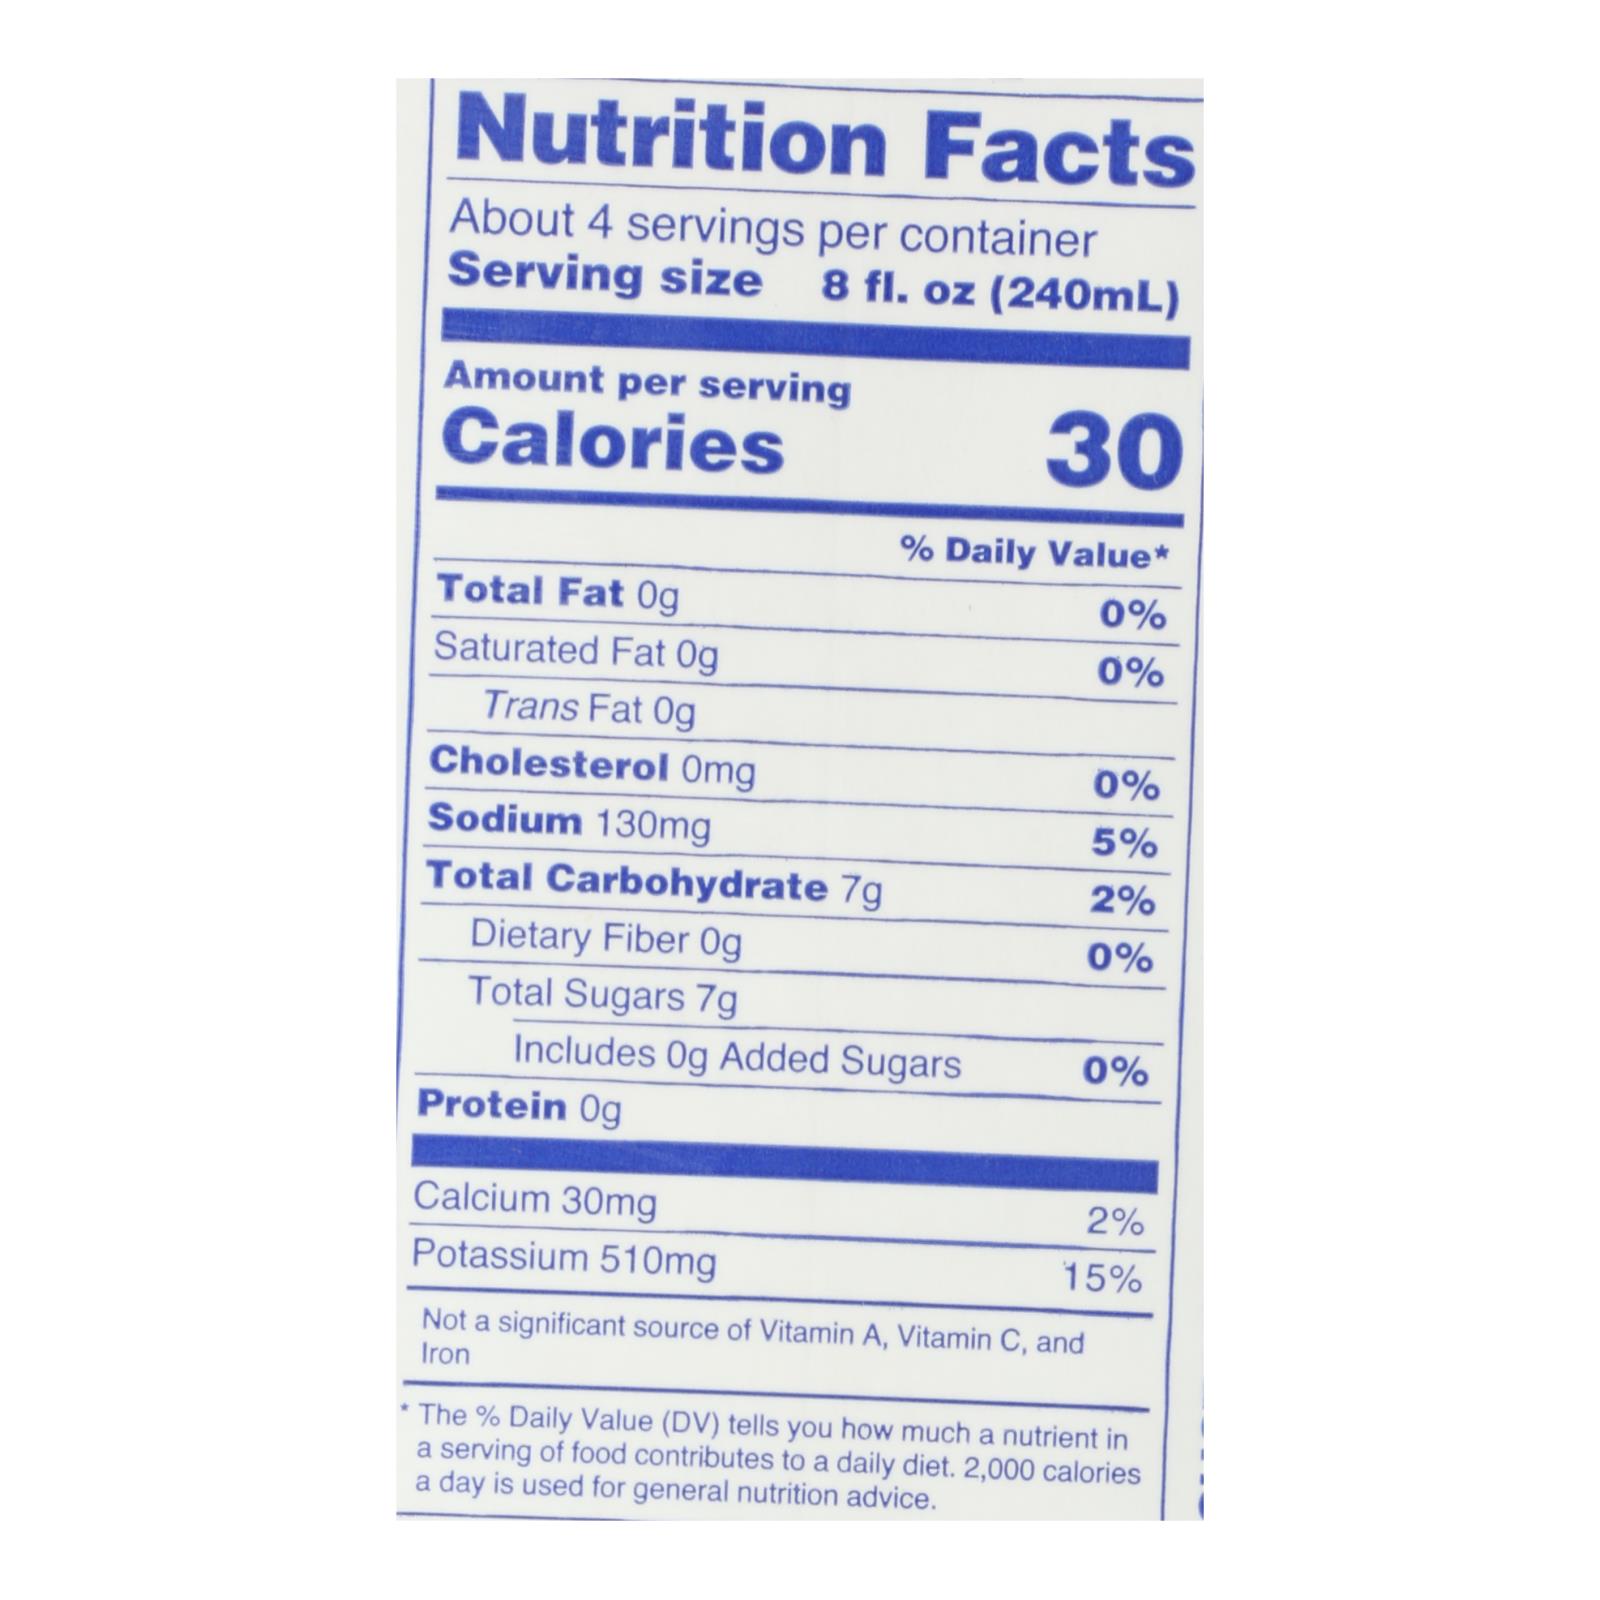 Nutrition Facts
About 4 servings per container
Serving size 8 fl. oz (240mL)
Amount per serving
Calories 30
% Daily Value*
Total Fat 0g 0%
Saturated Fat 0g 0%
Trans Fat 0g
Cholesterol 0mg 0%
Sodium 130mg 5%
Total Carbohydrate 7g 2%
Dietary Fiber 0g 0%
Total Sugars 7g
Includes 0g Added Sugars 0%
Protein 0g
Calcium 30mg 2%
Potassium 510mg 15%
Not a significant source of Vitamin A, Vitamin C, and
Iron
* The % Daily Value (DV) tells you how much a nutrient in
a serving of food contributes to a daily diet. 2,000 calories
a day is used for general nutrition advice.